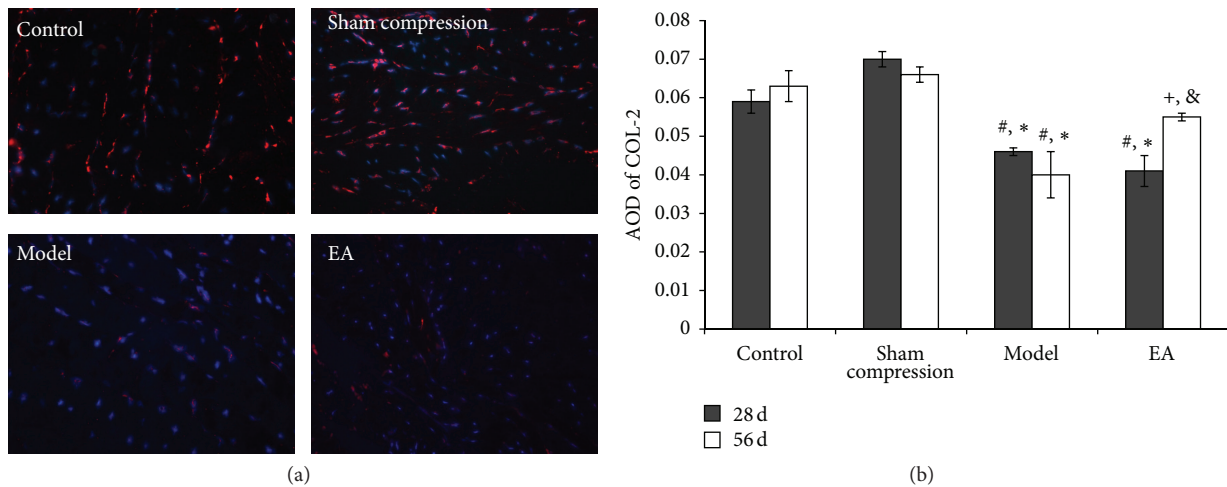 Control
Sham compression
Model
EA
(a)
AOD of COL-2
0.08
0.07
0.06
0.05
0.04
0.03
0.02
0.01
0
#, *
#, *
#, *
+, &
Control
Sham
compression
Model
EA
28 d
56 d
(b)